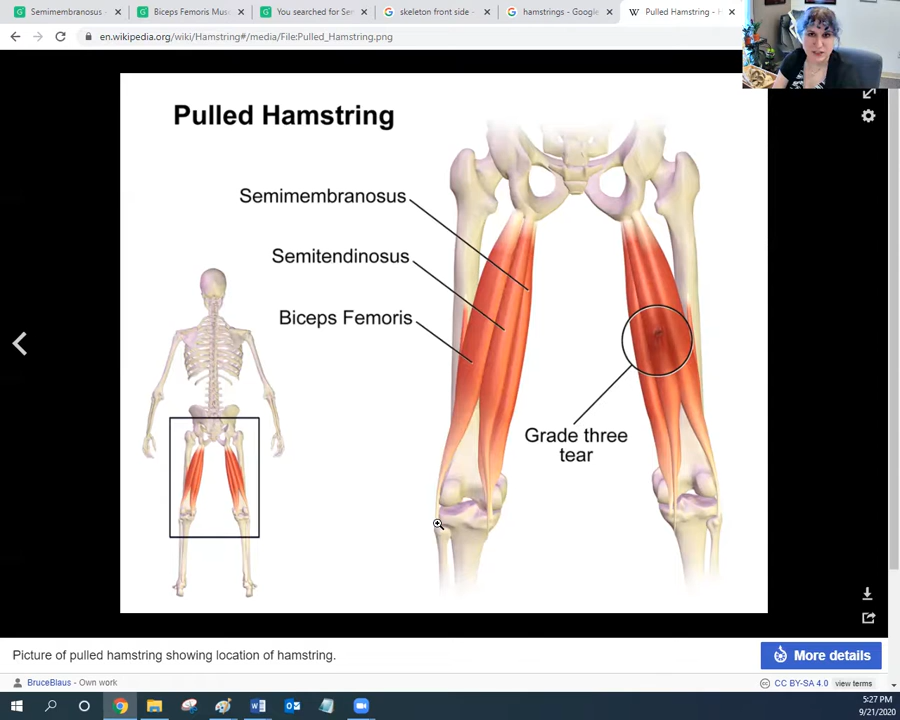 Semimembranosus -
Biceps Femoris Mus
You searched for Se
skeleton front side -
hamstrings - Google
Pulled Hamstring - H
en.wikipedia.org/wiki/Hamstring#/media/File:Pulled_Hamstring.png
Pulled Hamstring
Semimembranosus
Semitendinosus
Biceps Femoris
Grade three
tear
Picture of pulled hamstring showing location of hamstring.
More details
BruceBlaus - Own work
CC BY-SA 4.0
view terms
5:27 PM
9/21/2020